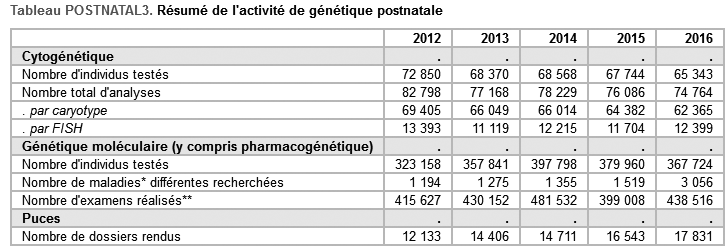 Tableau POSTNATAL3. Résumé de l'activité de génétique postnatale
2012 2013 2014 2015 2016
Cytogénétique . . . . .
Nombre d'individus testés 72 850 68 370 68 568 67 744 65 343
Nombre total d'analyses 82 798 77 168 78 229 76 086 74 764
. par caryotype 69 405 66 049 66 014 64 382 62 365
. par FISH 13 393 11 119 12 215 11 704 12 399
Génétique moléculaire (y compris pharmacogénétique) . . . . .
Nombre d'individus testés 323 158 357 841 397 798 379 960 367 724
Nombre de maladies* différentes recherchées 1 194 1 275 1 355 1 519 3 056
Nombre d'examens réalisés** 415 627 430 152 481 532 399 008 438 516
Puces . . . . .
Nombre de dossiers rendus 12 133 14 406 14 711 16 543 17 831